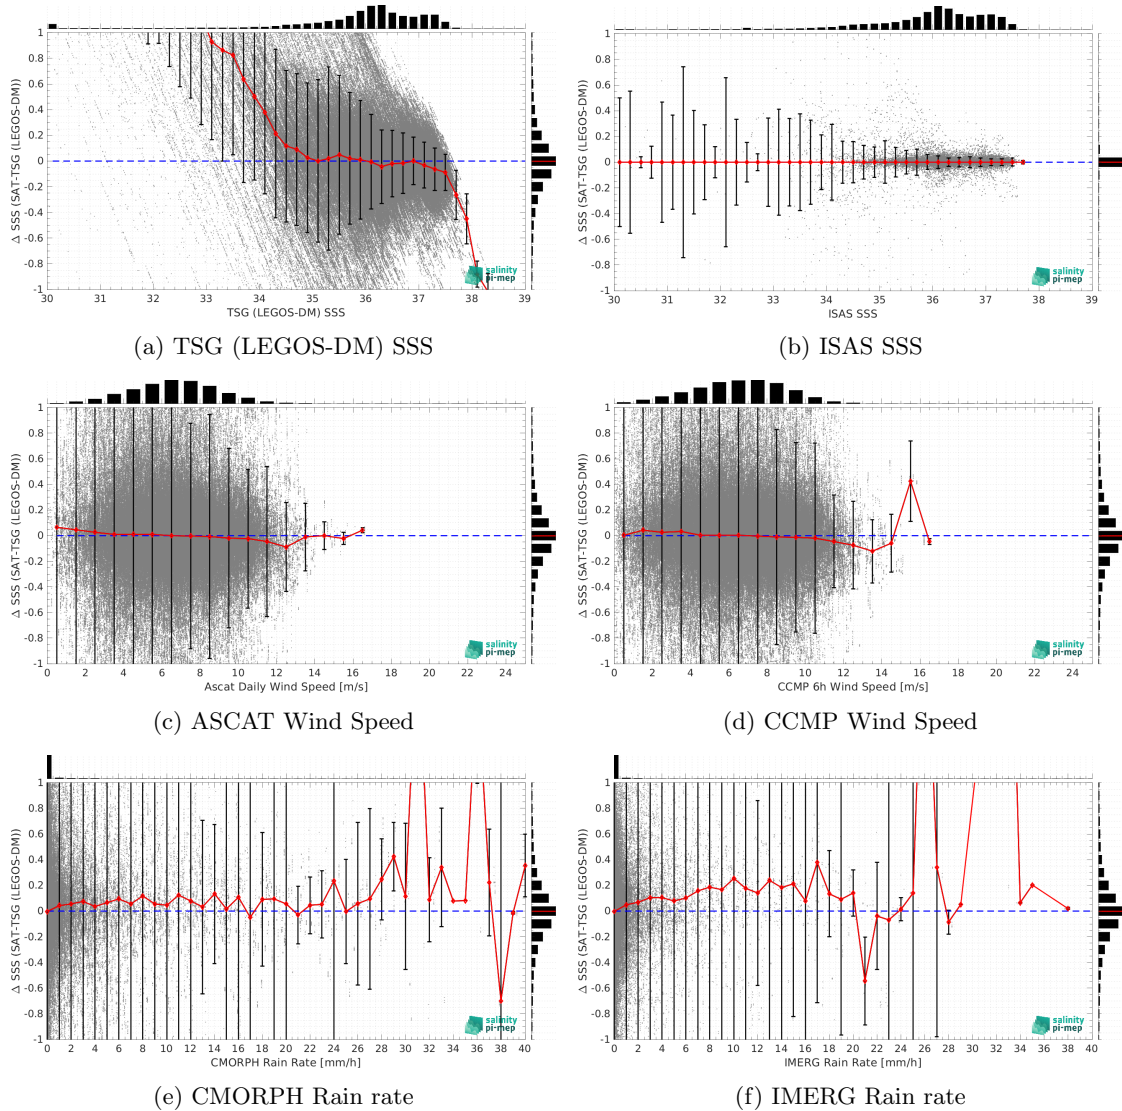 1
0.8
0.6
0.4
0.2
0
-0.2
-0.4
-0.6
-0.8
-1
Δ SSS (SAT-TSG (LEGOS-DM))
30 31 32 33 34 35 36 37 38 39
TSG (LEGOS-DM) SSS
salinity
pi-mep
(a) TSG (LEGOS-DM) SSS
1
0.8
0.6
0.4
0.2
0
-0.2
-0.4
-0.6
-0.8
-1
Δ SSS (SAT-TSG (LEGOS-DM))
30 31 32 33 34 35 36 37 38 39
ISAS SSS
salinity
pi-mep
(b) ISAS SSS
1
0.8
0.6
0.4
0.2
0
-0.2
-0.4
-0.6
-0.8
-1
Δ SSS (SAT-TSG (LEGOS-DM))
0 2 4 6 8 10 12 14 16 18 20 22 24
Ascat Daily Wind Speed [m/s]
salinity
pi-mep
(c) ASCAT Wind Speed
1
0.8
0.6
0.4
0.2
0
-0.2
-0.4
-0.6
-0.8
-1
Δ SSS (SAT-TSG (LEGOS-DM))
0 2 4 6 8 10 12 14 16 18 20 22 24
CCMP 6h Wind Speed [m/s]
salinity
pi-mep
(d) CCMP Wind Speed
1
0.8
0.6
0.4
0.2
0
-0.2
-0.4
-0.6
-0.8
-1
Δ SSS (SAT-TSG (LEGOS-DM))
0 2 4 6 8 10 12 14 16 18 20 22 24 26 28 30 32 34 36 38 40
CMORPH Rain Rate [mm/h]
salinity
pi-mep
(e) CMORPH Rain rate
1
0.8
0.6
0.4
0.2
0
-0.2
-0.4
-0.6
-0.8
-1
Δ SSS (SAT-TSG (LEGOS-DM))
0 2 4 6 8 10 12 14 16 18 20 22 24 26 28 30 32 34 36 38 40
IMERG Rain Rate [mm/h]
salinity
pi-mep
(f) IMERG Rain rate